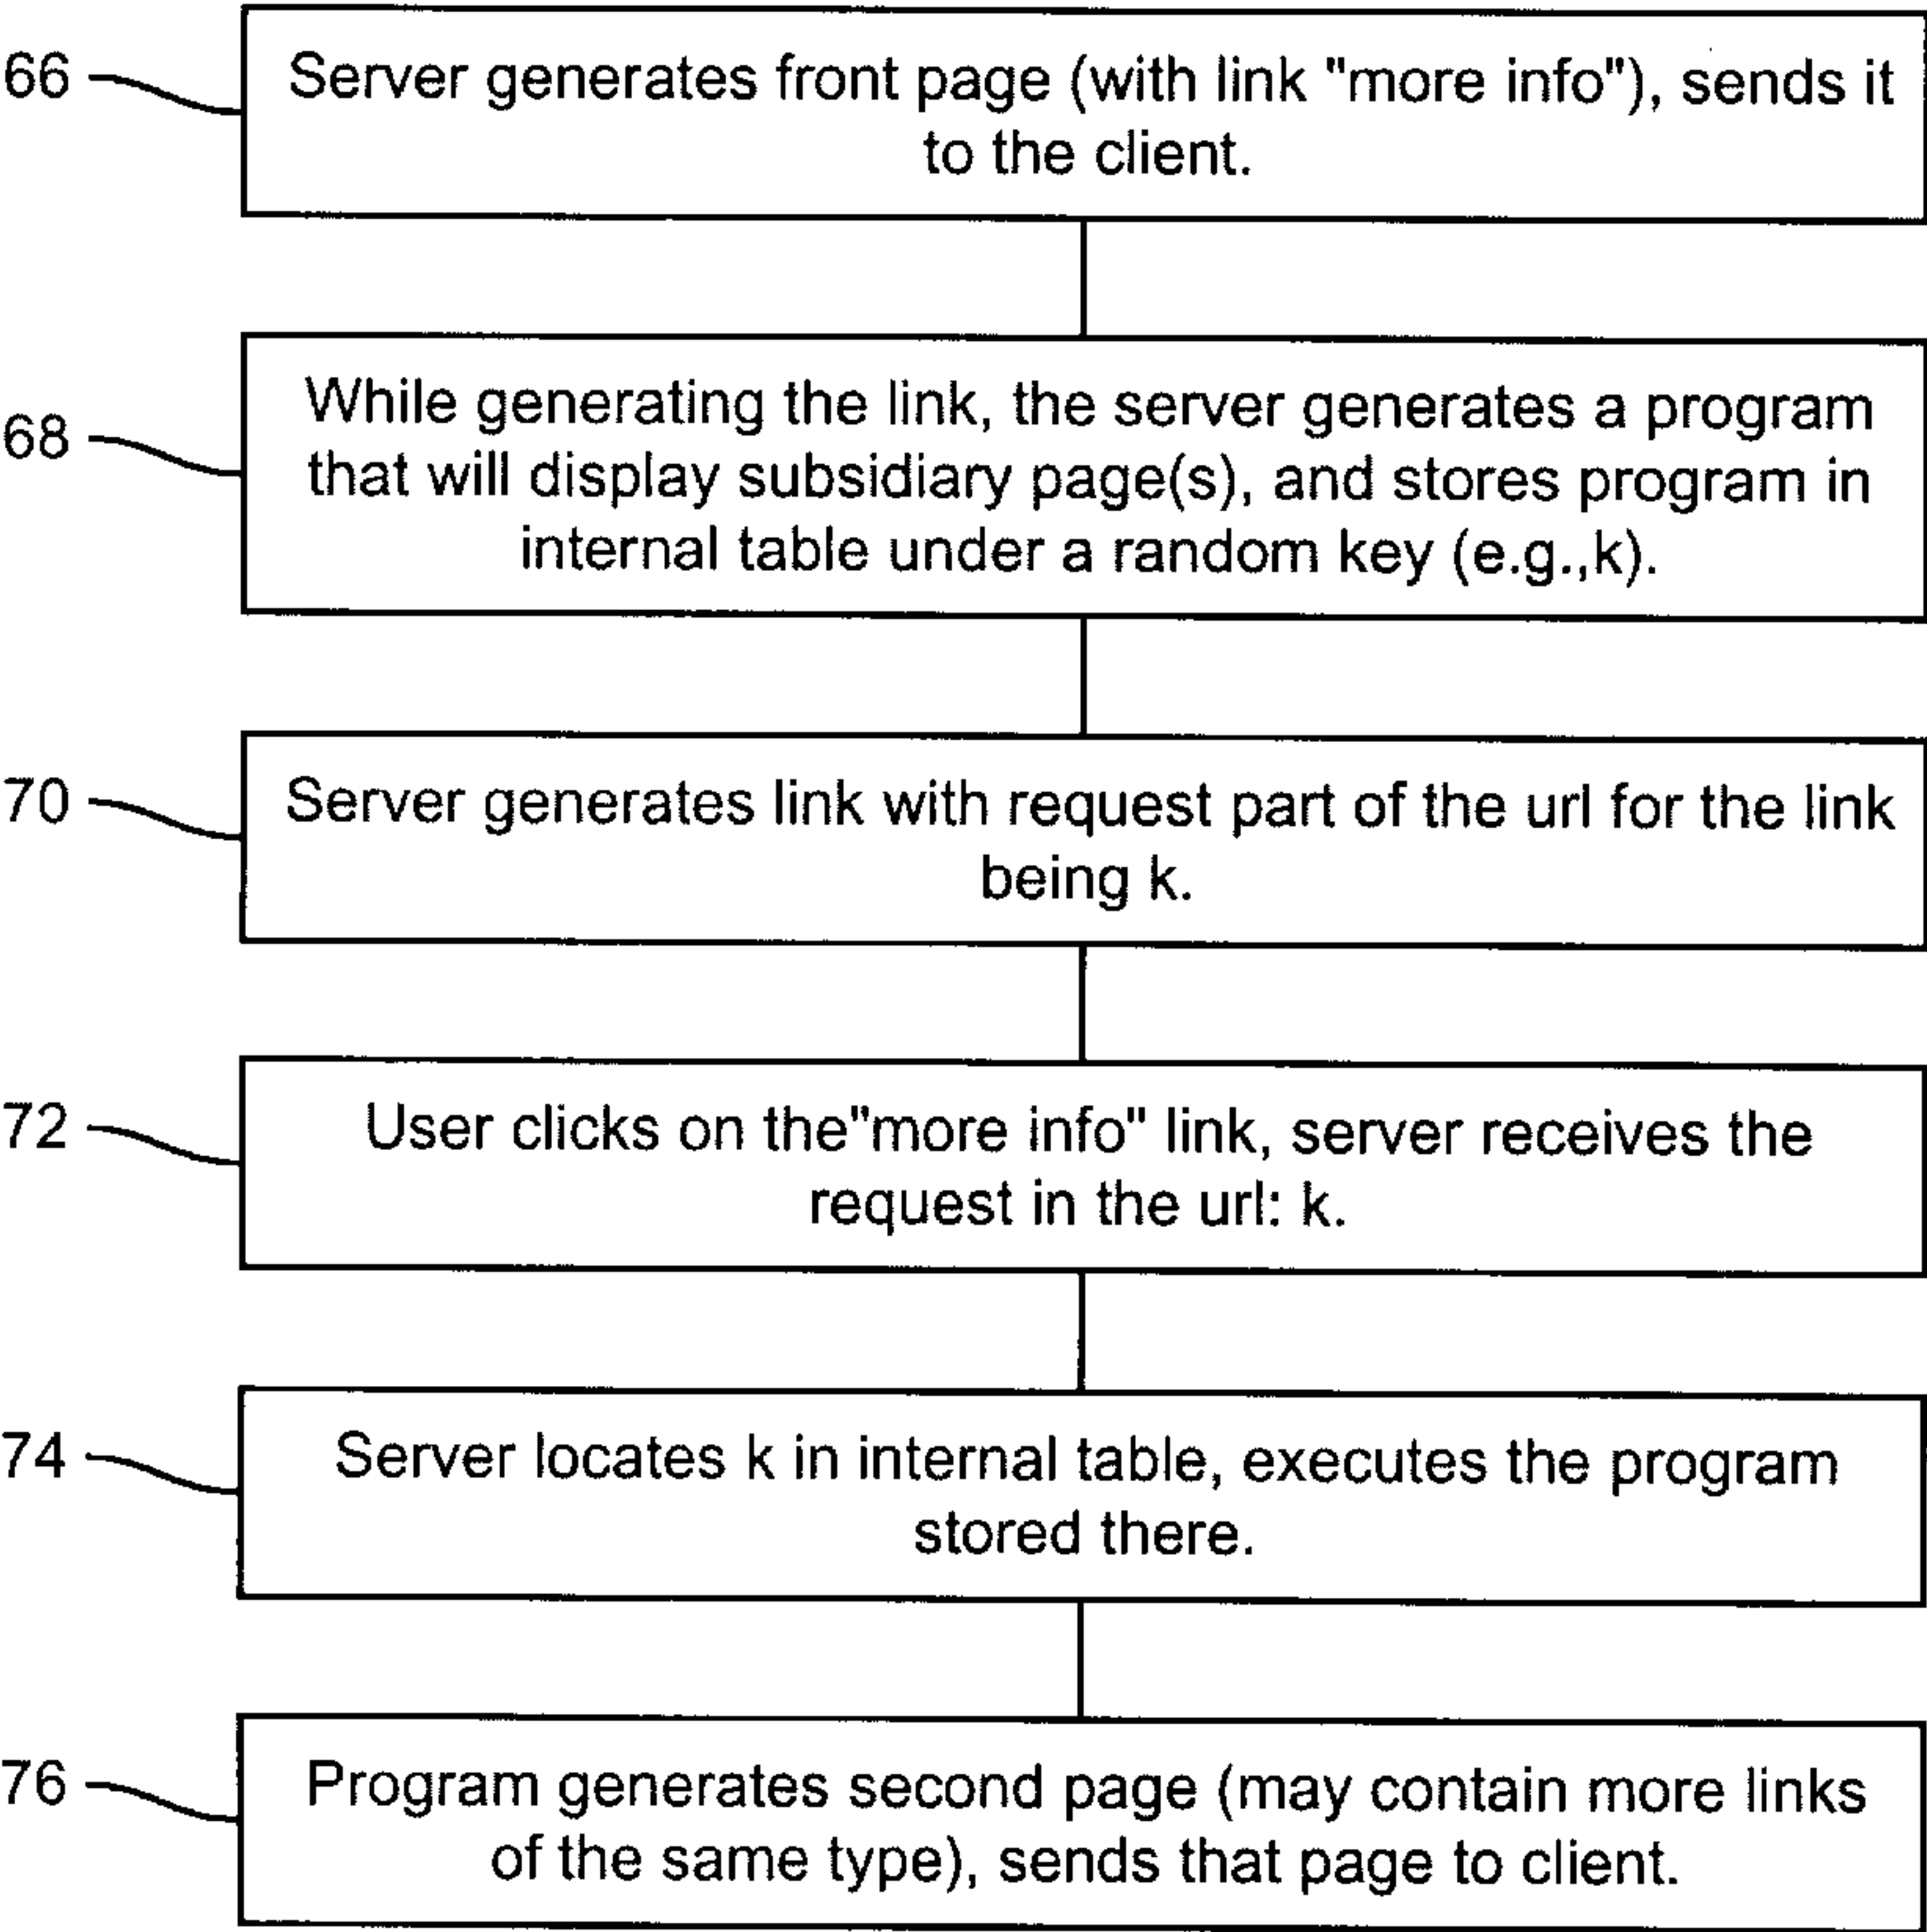 66
Server generates front page (with link "more info"), sends it
to the client.
68
While generating the link, the server generates a program
that will display subsidiary page(s), and stores program in
internal table under a random key (e.g.,k).
70
Server generates link with request part of the url for the link
being k.
72
User clicks on the"more info" link, server receives the
request in the url: k.
74
Server locates k in internal table, executes the program
stored there.
76
Program generates second page (may contain more links
of the same type), sends that page to client.